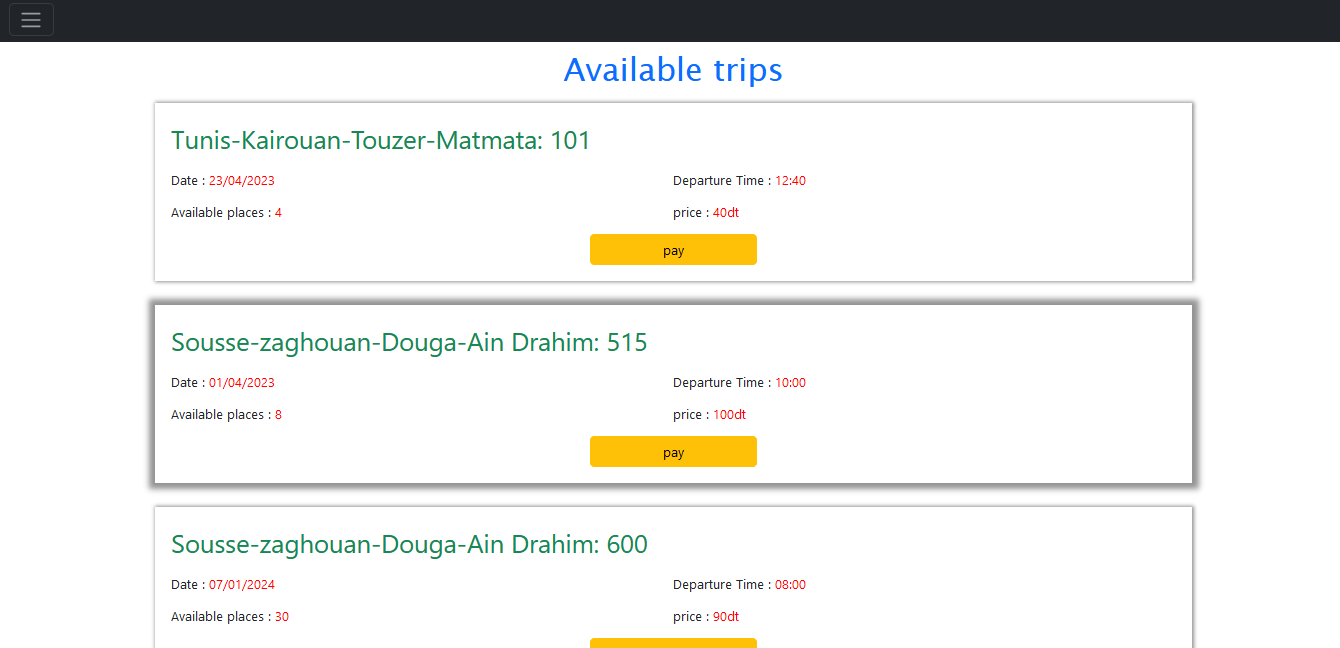 Available trips
Tunis-Kairouan-Touzer-Matmata: 101
Date : 23/04/2023 Departure Time : 12:40
Available places : 4 price : 40dt
pay
Sousse-zaghouan-Douga-Ain Drahim: 515
Date : 01/04/2023 Departure Time : 10:00
Available places : 8 price : 100dt
pay
Sousse-zaghouan-Douga-Ain Drahim: 600
Date : 07/01/2024 Departure Time : 08:00
Available places : 30 price : 90dt